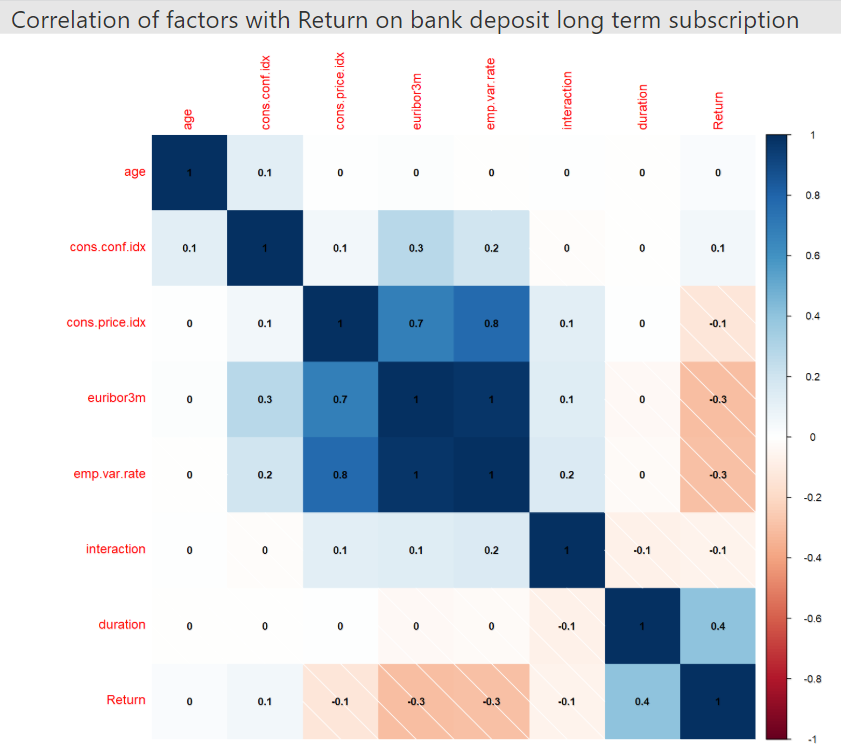 Correlation of factors with Return on bank deposit long term subscription
age cons.conf.idx cons.price.idx euribor3m emp.var.rate interaction duration Return
1
age 1 0.1 0 0 0 0 0 0
0.8
cons.conf.idx 0.1 1 0.1 0.3 0.2 0 0 0.1
0.6
cons.price.idx 0 0.1 1 0.7 0.8 0.1 0 -0.1
0.4
0.2
euribor3m 0 0.3 0.7 1 1 0.1 0 -0.3
0
emp.var.rate 0 0.2 0.8 1 1 0.2 0 -0.3
-0.2
interaction 0 0 0.1 0.1 0.2 1 -0.1 -0.1
-0.4
-0.6
duration 0 0 0 0 0 -0.1 1 0.4
-0.8
Return 0 0.1 -0.1 -0.3 -0.3 -0.1 0.4 1
-1